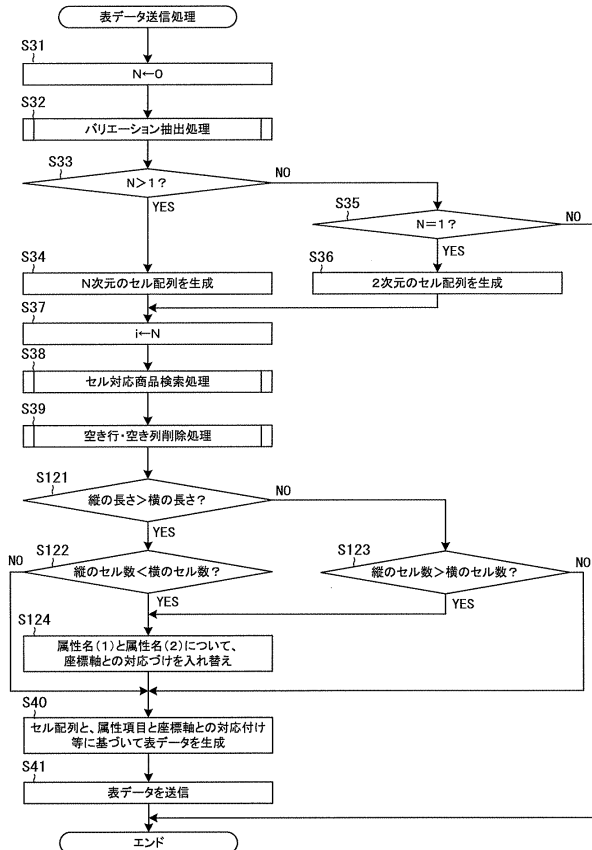 表データ送信処理
S31
N←0
S32
バリエーション抽出処理
S33
N>1?
NO
YES
S35
N=1?
NO
YES
S34
N次元のセル配列を生成
S36
2次元のセル配列を生成
S37
i←N
S38
セル対応商品検索処理
S39
空き行・空き列削除処理
S121
縦の長さ>横の長さ?
NO
YES
S122
縦のセル数<横のセル数?
NO
YES
S123
縦のセル数>横のセル数?
NO
YES
S124
属性名(1)と属性名(2)について、
座標軸との対応づけを入れ替え
S40
セル配列と、属性項目と座標軸との対応付け
等に基づいて表データを生成
S41
表データを送信
エンド